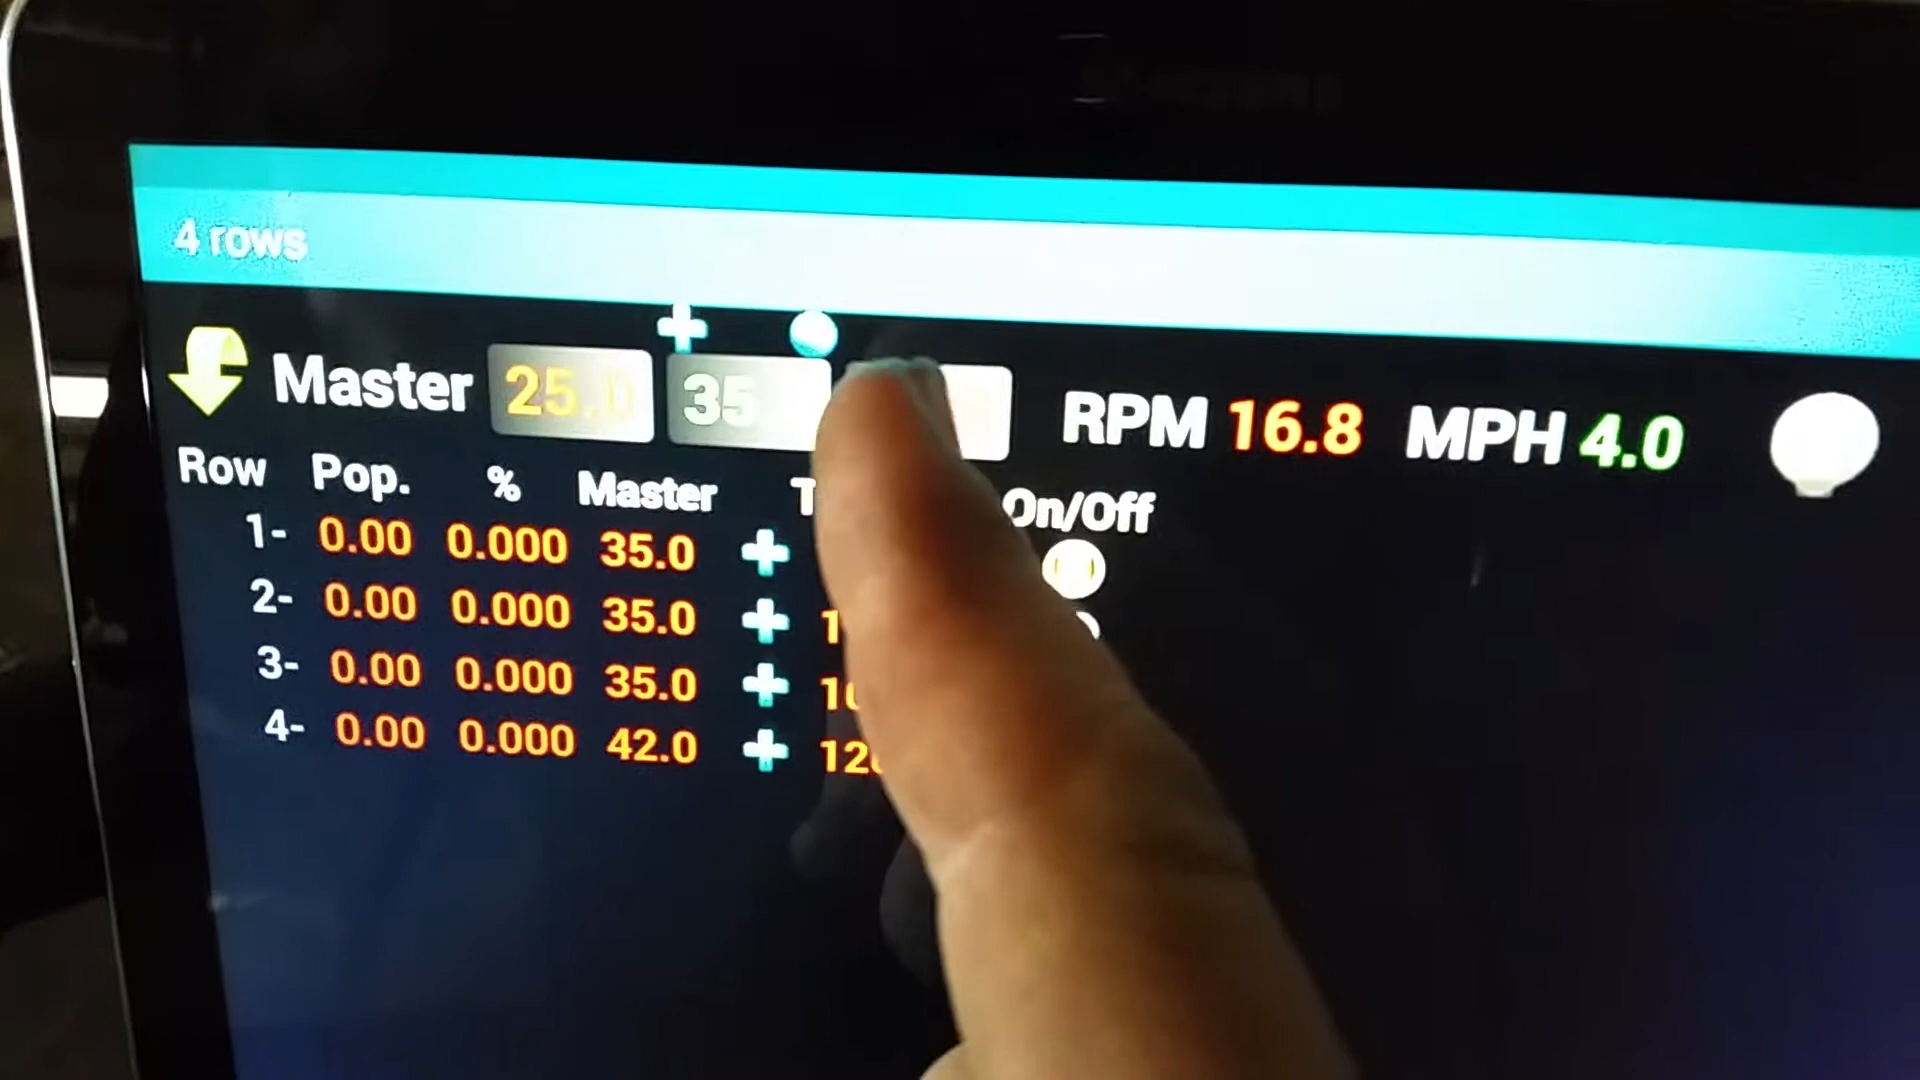 4 rows
Master 25.0 35 RPM 16.8 MPH 4.0
Row Pop. % Master On/Off
1- 0.00 0.000 35.0
2- 0.00 0.000 35.0
3- 0.00 0.000 35.0
4- 0.00 0.000 42.0